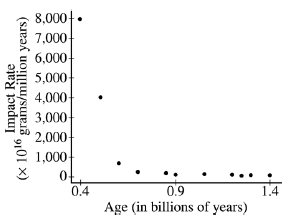 Impact Rate
(× 10¹⁶ grams/million years)
8,000
7,000
6,000
5,000
4,000
3,000
2,000
1,000
0
0.4 0.9 1.4
Age (in billions of years)